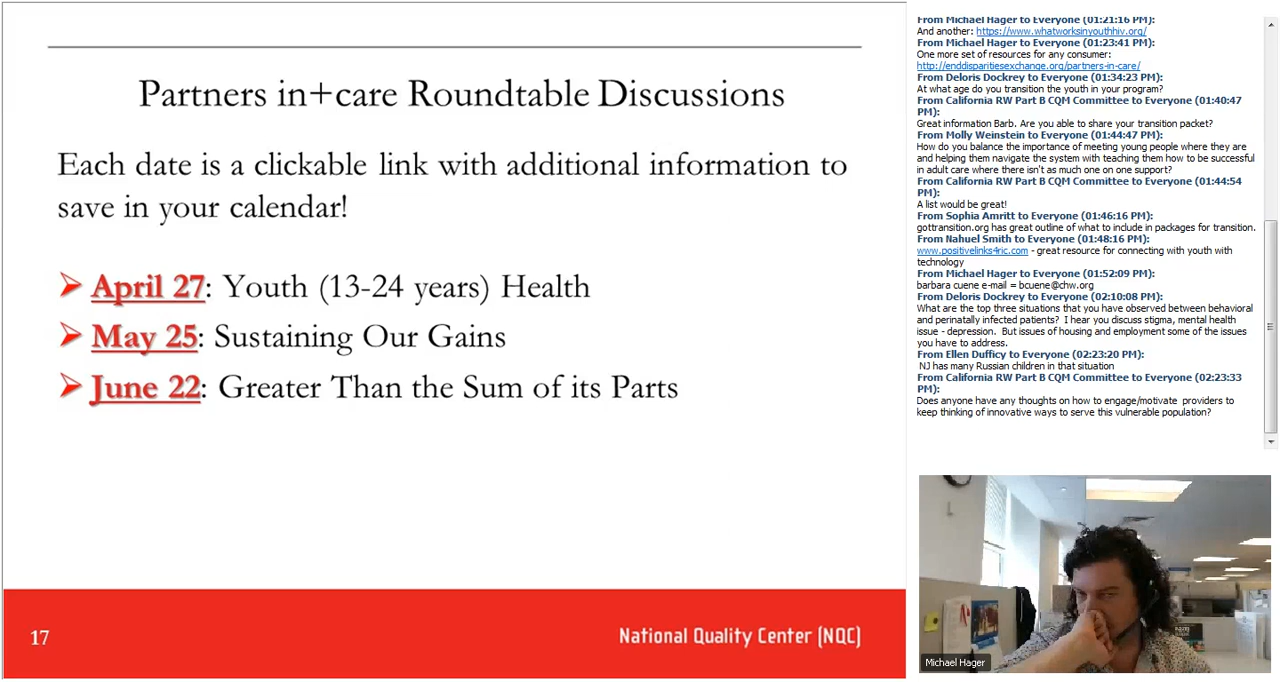 Partners in+care Roundtable Discussions
Each date is a clickable link with additional information to
save in your calendar!
April 27: Youth (13-24 years) Health
May 25: Sustaining Our Gains
June 22: Greater Than the Sum of its Parts
17
National Quality Center (NQC)
From Michael Hager to Everyone (01:21:16 PM):
And another: https://www.whatworksinyouthhiv.org/
From Michael Hager to Everyone (01:23:41 PM):
One more set of resources for any consumer:
http://enddisparitiesexchange.org/partners-in-care/
From Deloris Dockrey to Everyone (01:34:23 PM):
At what age do you transition the youth in your program?
From California RW Part B CQM Committee to Everyone (01:40:47
PM):
Great information Barb. Are you able to share your transition packet?
From Molly Weinstein to Everyone (01:44:47 PM):
How do you balance the importance of meeting young people where they are
and helping them navigate the system with teaching them how to be successful
in adult care where there isn't as much one on one support?
From California RW Part B CQM Committee to Everyone (01:44:54
PM):
A list would be great!
From Sophia Amritt to Everyone (01:46:16 PM):
gottransition.org has great outline of what to include in packages for transition.
From Nahuel Smith to Everyone (01:48:16 PM):
www.positivelinks4ric.com - great resource for connecting with youth with
technology
From Michael Hager to Everyone (01:52:09 PM):
barbara cuene e-mail = bcuene@chw.org
From Deloris Dockrey to Everyone (02:10:08 PM):
What are the top three situations that you have observed between behavioral
and perinatally infected patients? I hear you discuss stigma, mental health
issue - depression. But issues of housing and employment some of the issues
you have to address.
From Ellen Dufficy to Everyone (02:23:20 PM):
NJ has many Russian children in that situation
From California RW Part B CQM Committee to Everyone (02:23:33
PM):
Does anyone have any thoughts on how to engage/motivate providers to
keep thinking of innovative ways to serve this vulnerable population?
Michael Hager